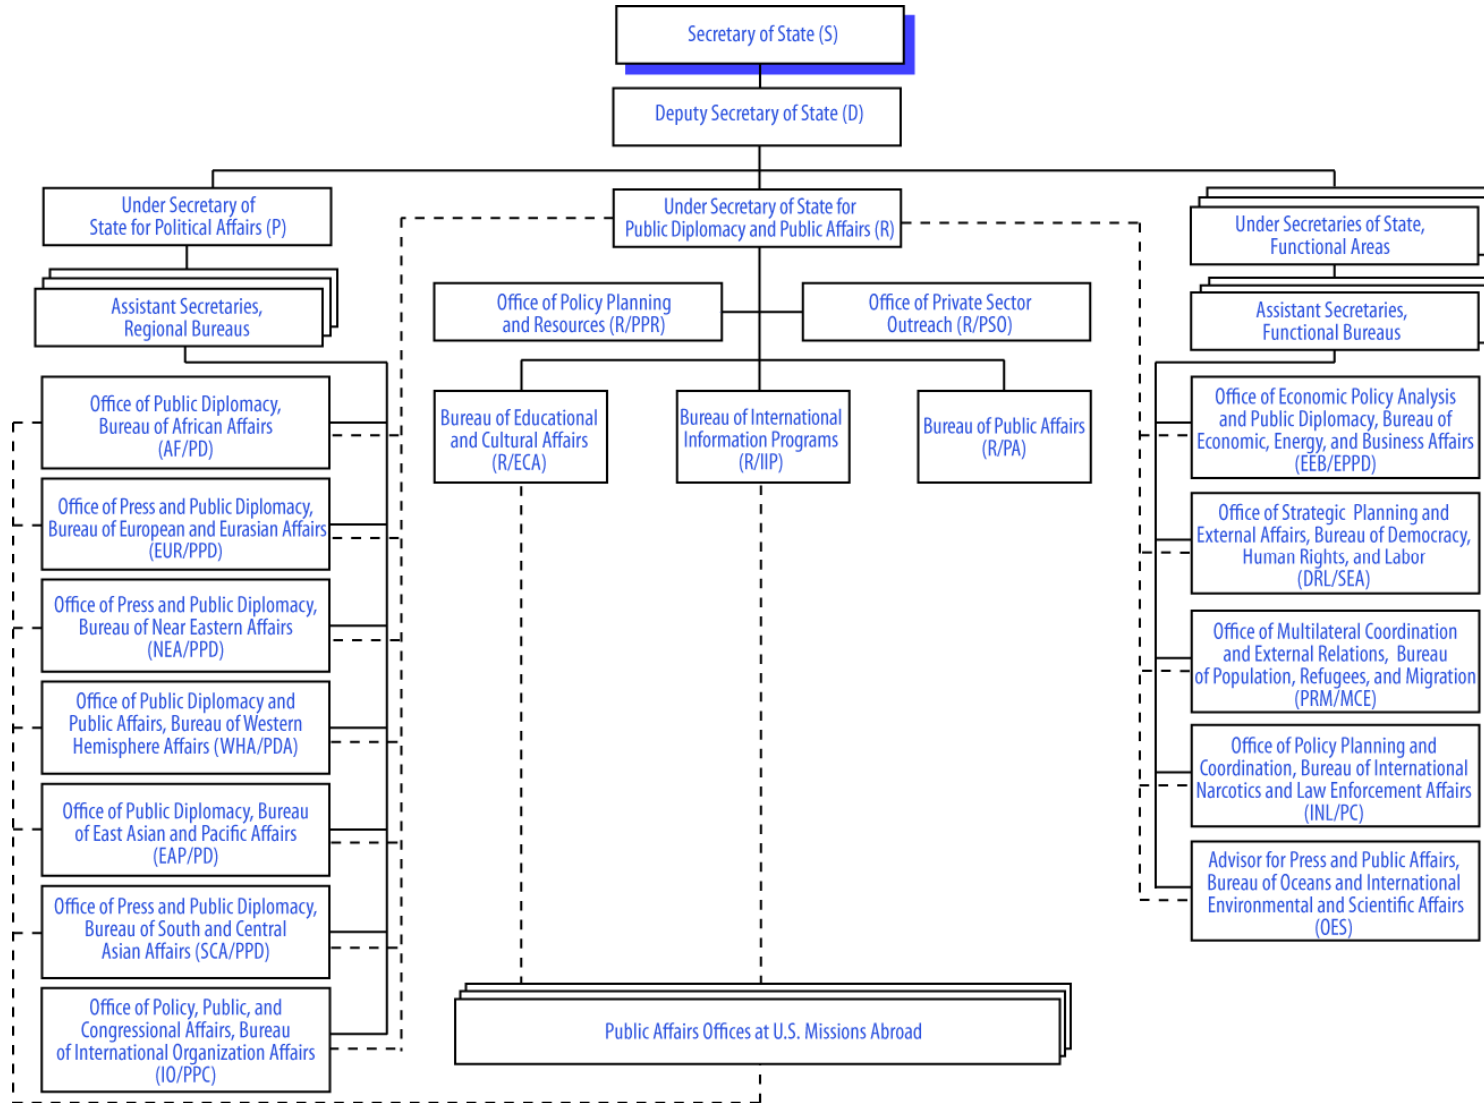 Secretary of State (S)
Deputy Secretary of State (D)
Under Secretary of
State for Political Affairs (P)
Under Secretary of State for
Public Diplomacy and Public Affairs (R)
Under Secretaries of State,
Functional Areas
Assistant Secretaries,
Regional Bureaus
Office of Policy Planning
and Resources (R/PPR)
Office of Private Sector
Outreach (R/PSO)
Assistant Secretaries,
Functional Bureaus
Office of Public Diplomacy,
Bureau of African Affairs
(AF/PD)
Office of Press and Public Diplomacy,
Bureau of European and Eurasian Affairs
(EUR/PPD)
Office of Press and Public Diplomacy,
Bureau of Near Eastern Affairs
(NEA/PPD)
Office of Public Diplomacy and
Public Affairs, Bureau of Western
Hemisphere Affairs (WHA/PDA)
Office of Public Diplomacy, Bureau
of East Asian and Pacific Affairs
(EAP/PD)
Office of Press and Public Diplomacy,
Bureau of South and Central
Asian Affairs (SCA/PPD)
Office of Policy, Public, and
Congressional Affairs, Bureau
of International Organization Affairs
(IO/PPC)
Bureau of Educational
and Cultural Affairs
(R/ECA)
Bureau of International
Information Programs
(R/IIP)
Bureau of Public Affairs
(R/PA)
Office of Economic Policy Analysis
and Public Diplomacy, Bureau of
Economic, Energy, and Business Affairs
(EEB/EPPD)
Office of Strategic Planning and
External Affairs, Bureau of Democracy,
Human Rights, and Labor
(DRL/SEA)
Office of Multilateral Coordination
and External Relations, Bureau
of Population, Refugees, and Migration
(PRM/MCE)
Office of Policy Planning and
Coordination, Bureau of International
Narcotics and Law Enforcement Affairs
(INL/PC)
Advisor for Press and Public Affairs,
Bureau of Oceans and International
Environmental and Scientific Affairs
(OES)
Public Affairs Offices at U.S. Missions Abroad